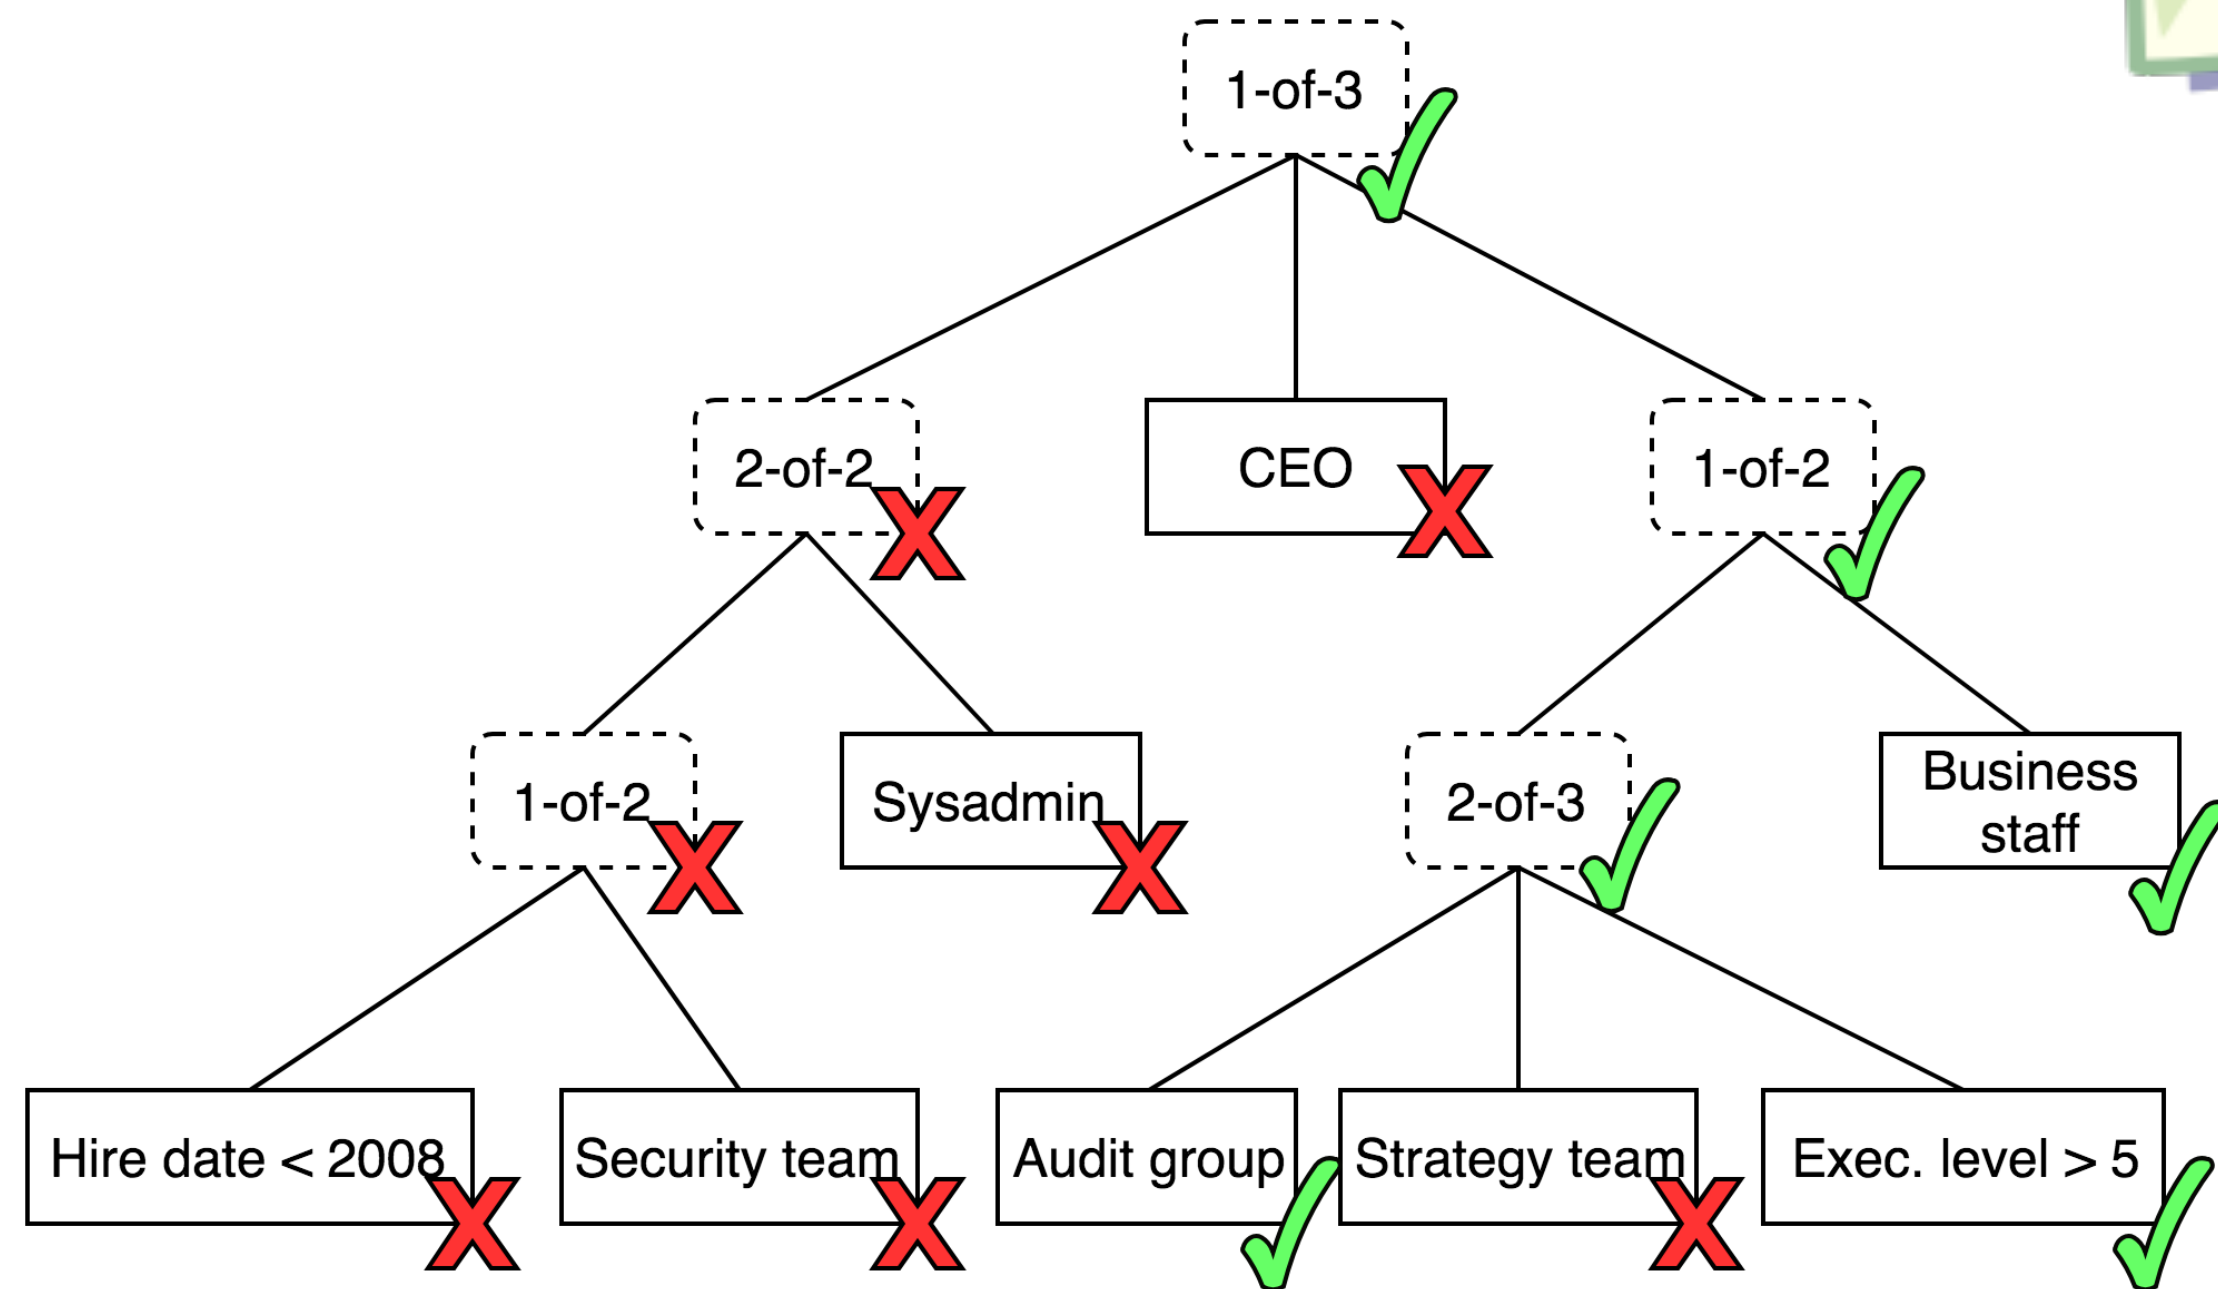 1-of-3
2-of-2
CEO
1-of-2
1-of-2
Sysadmin
2-of-3
Business
staff
Hire date < 2008
Security team
Audit group
Strategy team
Exec. level > 5